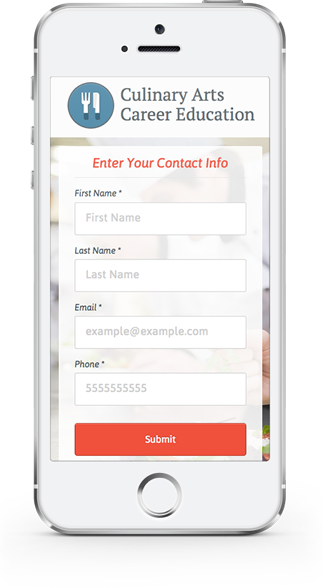 Culinary Arts
Career Education
Enter Your Contact Info
First Name *
First Name
Last Name *
Last Name
Email *
example@example.com
Phone *
5555555555
Submit